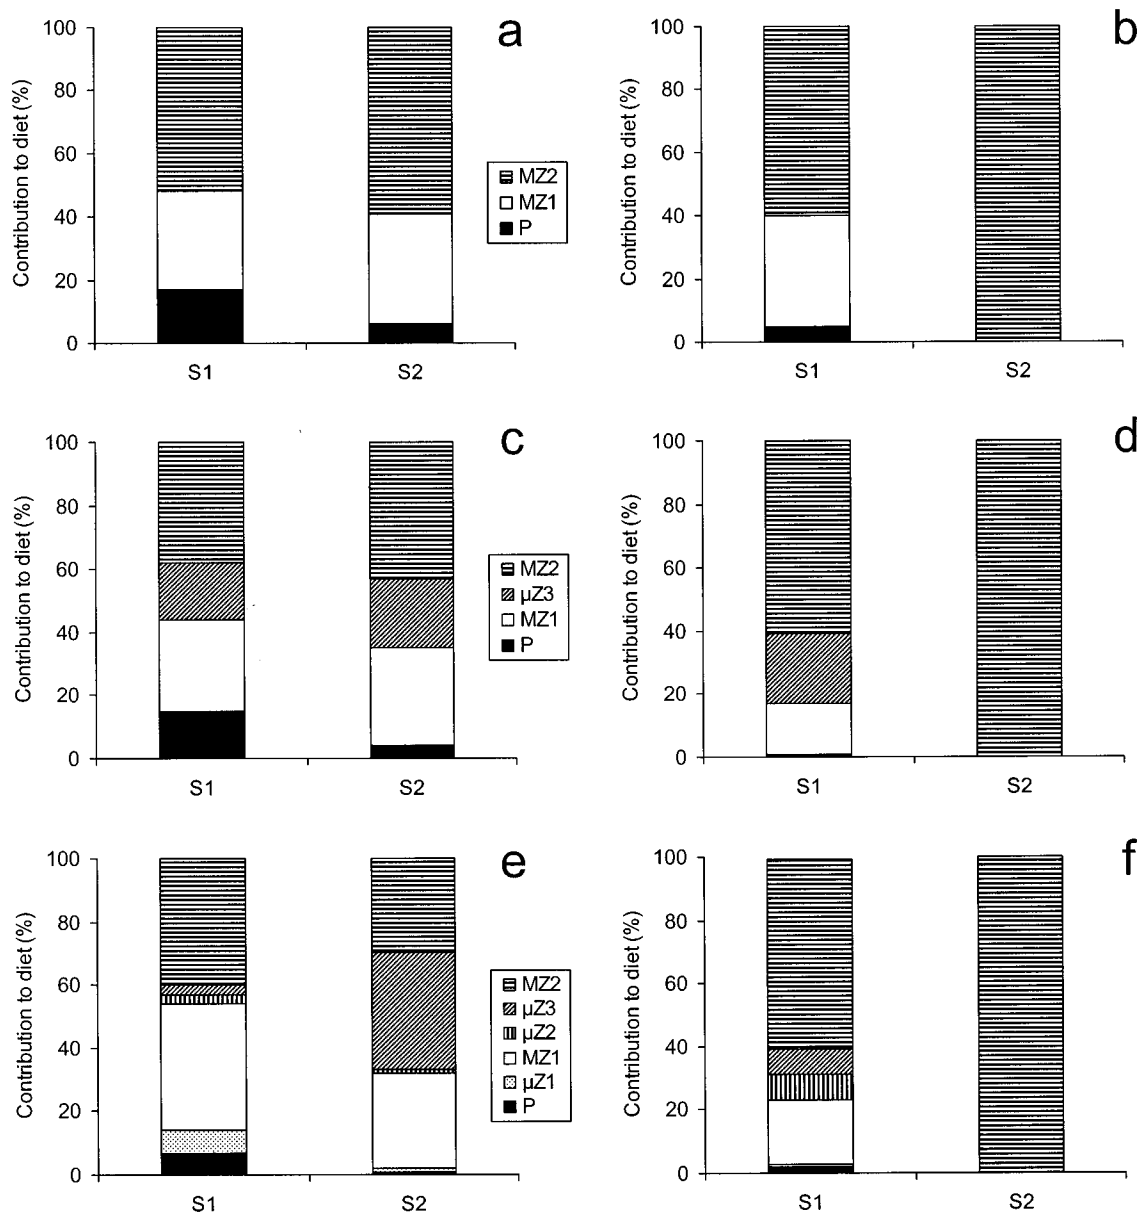 a
Contribution to diet (%)
100
80
60
40
20
0
S1
S2
MZ2
MZ1
P
b
Contribution to diet (%)
100
80
60
40
20
0
S1
S2
c
Contribution to diet (%)
100
80
60
40
20
0
S1
S2
MZ2
µZ3
MZ1
P
d
Contribution to diet (%)
100
80
60
40
20
0
S1
S2
e
Contribution to diet (%)
100
80
60
40
20
0
S1
S2
MZ2
µZ3
µZ2
MZ1
µZ1
P
f
Contribution to diet (%)
100
80
60
40
20
0
S1
S2